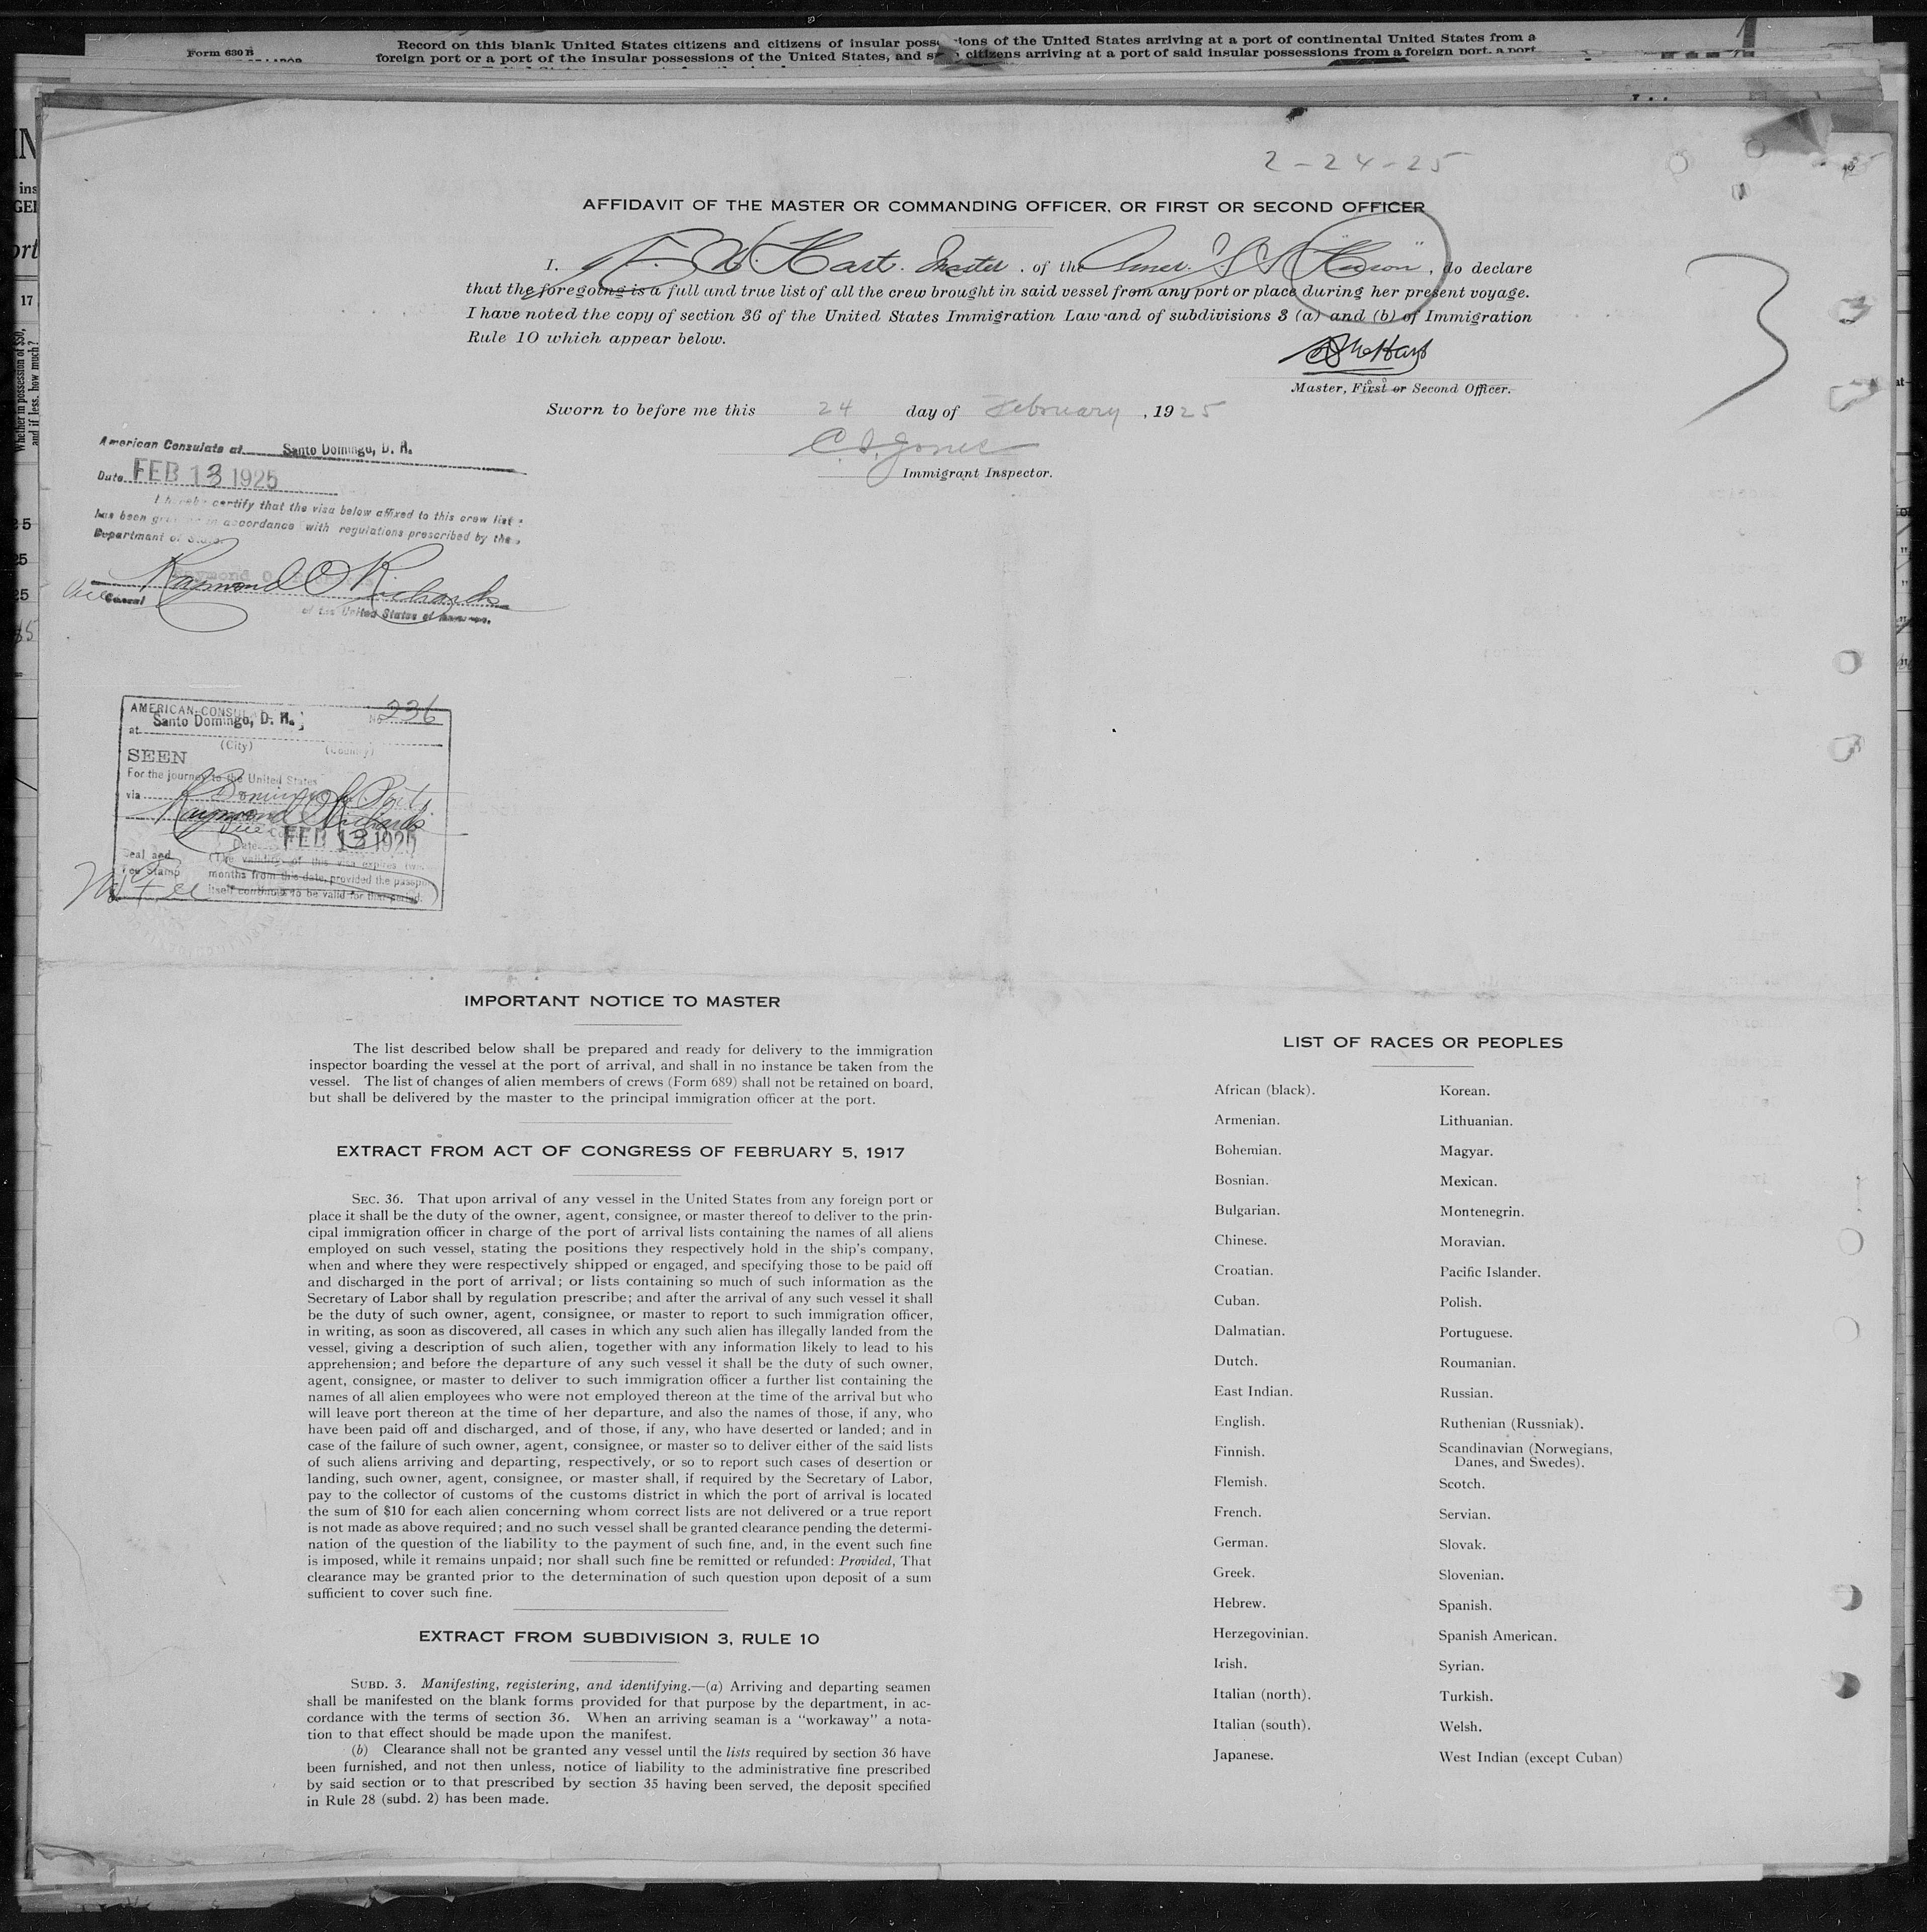 Form 630 B
Record on this blank United States citizens and citizens of insular possessions of the United States arriving at a port of continental United States from a
foreign port or a port of the insular possessions of the United States, and such citizens arriving at a port of said insular possessions from a foreign port, a port
2-24-25
AFFIDAVIT OF THE MASTER OR COMMANDING OFFICER, OR FIRST OR SECOND OFFICER
I, Hart. Master, of the Amer. S S "Huron", do declare
that the foregoing is a full and true list of all the crew brought in said vessel from any port or place during her present voyage.
I have noted the copy of section 36 of the United States Immigration Law and of subdivisions 3 (a) and (b) of Immigration
Rule 10 which appear below.
3
Master, First or Second Officer.
Sworn to before me this 24 day of February, 1925
C. I. Jones
Immigrant Inspector.
American Consulate at Santo Domingo, D. R.
Date FEB 13 1925
I hereby certify that the visa below affixed to this crew list
has been granted in accordance with regulations prescribed by the
Department of State.
Raymond O Richards
Vice Consul
of the United States of America.
AMERICAN CONSUL
No. 236
at Santo Domingo, D. R.
(City) (Country)
SEEN
For the journey to the United States
via Domingo
Raymond O Richards
Vice
Date FEB 13 1925
Seal and
Fee Stamp
(The validity of this visa expires
months from this date, provided the
itself continues to be valid for that period.
No Fee
IMPORTANT NOTICE TO MASTER
The list described below shall be prepared and ready for delivery to the immigration
inspector boarding the vessel at the port of arrival, and shall in no instance be taken from the
vessel. The list of changes of alien members of crews (Form 689) shall not be retained on board,
but shall be delivered by the master to the principal immigration officer at the port.
EXTRACT FROM ACT OF CONGRESS OF FEBRUARY 5, 1917
SEC. 36. That upon arrival of any vessel in the United States from any foreign port or
place it shall be the duty of the owner, agent, consignee, or master thereof to deliver to the prin-
cipal immigration officer in charge of the port of arrival lists containing the names of all aliens
employed on such vessel, stating the positions they respectively hold in the ship's company,
when and where they were respectively shipped or engaged, and specifying those to be paid off
and discharged in the port of arrival; or lists containing so much of such information as the
Secretary of Labor shall by regulation prescribe; and after the arrival of any such vessel it shall
be the duty of such owner, agent, consignee, or master to report to such immigration officer,
in writing, as soon as discovered, all cases in which any such alien has illegally landed from the
vessel, giving a description of such alien, together with any information likely to lead to his
apprehension; and before the departure of any such vessel it shall be the duty of such owner,
agent, consignee, or master to deliver to such immigration officer a further list containing the
names of all alien employees who were not employed thereon at the time of the arrival but who
will leave port thereon at the time of her departure, and also the names of those, if any, who
have been paid off and discharged, and of those, if any, who have deserted or landed; and in
case of the failure of such owner, agent, consignee, or master so to deliver either of the said lists
of such aliens arriving and departing, respectively, or so to report such cases of desertion or
landing, such owner, agent, consignee, or master shall, if required by the Secretary of Labor,
pay to the collector of customs of the customs district in which the port of arrival is located
the sum of $10 for each alien concerning whom correct lists are not delivered or a true report
is not made as above required; and no such vessel shall be granted clearance pending the determi-
nation of the question of the liability to the payment of such fine, and, in the event such fine
is imposed, while it remains unpaid; nor shall such fine be remitted or refunded: Provided, That
clearance may be granted prior to the determination of such question upon deposit of a sum
sufficient to cover such fine.
EXTRACT FROM SUBDIVISION 3, RULE 10
SUBD. 3. Manifesting, registering, and identifying.—(a) Arriving and departing seamen
shall be manifested on the blank forms provided for that purpose by the department, in ac-
cordance with the terms of section 36. When an arriving seaman is a "workaway" a nota-
tion to that effect should be made upon the manifest.
(b) Clearance shall not be granted any vessel until the lists required by section 36 have
been furnished, and not then unless, notice of liability to the administrative fine prescribed
by said section or to that prescribed by section 35 having been served, the deposit specified
in Rule 28 (subd. 2) has been made.
LIST OF RACES OR PEOPLES
African (black).
Armenian.
Bohemian.
Bosnian.
Bulgarian.
Chinese.
Croatian.
Cuban.
Dalmatian.
Dutch.
East Indian.
English.
Finnish.
Flemish.
French.
German.
Greek.
Hebrew.
Herzegovinian.
Irish.
Italian (north).
Italian (south).
Japanese.
Korean.
Lithuanian.
Magyar.
Mexican.
Montenegrin.
Moravian.
Pacific Islander.
Polish.
Portuguese.
Roumanian.
Russian.
Ruthenian (Russniak).
Scandinavian (Norwegians,
Danes, and Swedes).
Scotch.
Servian.
Slovak.
Slovenian.
Spanish.
Spanish American.
Syrian.
Turkish.
Welsh.
West Indian (except Cuban)